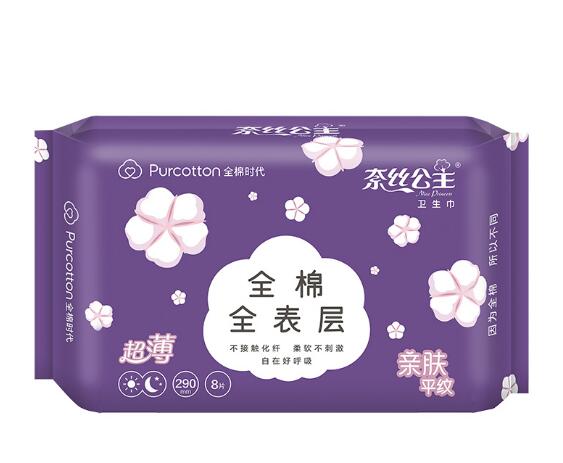 奈丝公主
Purcotton 全棉时代
奈丝公主®
Nice Princess
卫生巾
Purcotton 全棉时代
因为全棉 所以不同
全棉
全表层
不接触化纤 柔软不刺激
自在好呼吸
超薄
290
mm
8片
亲肤
平纹